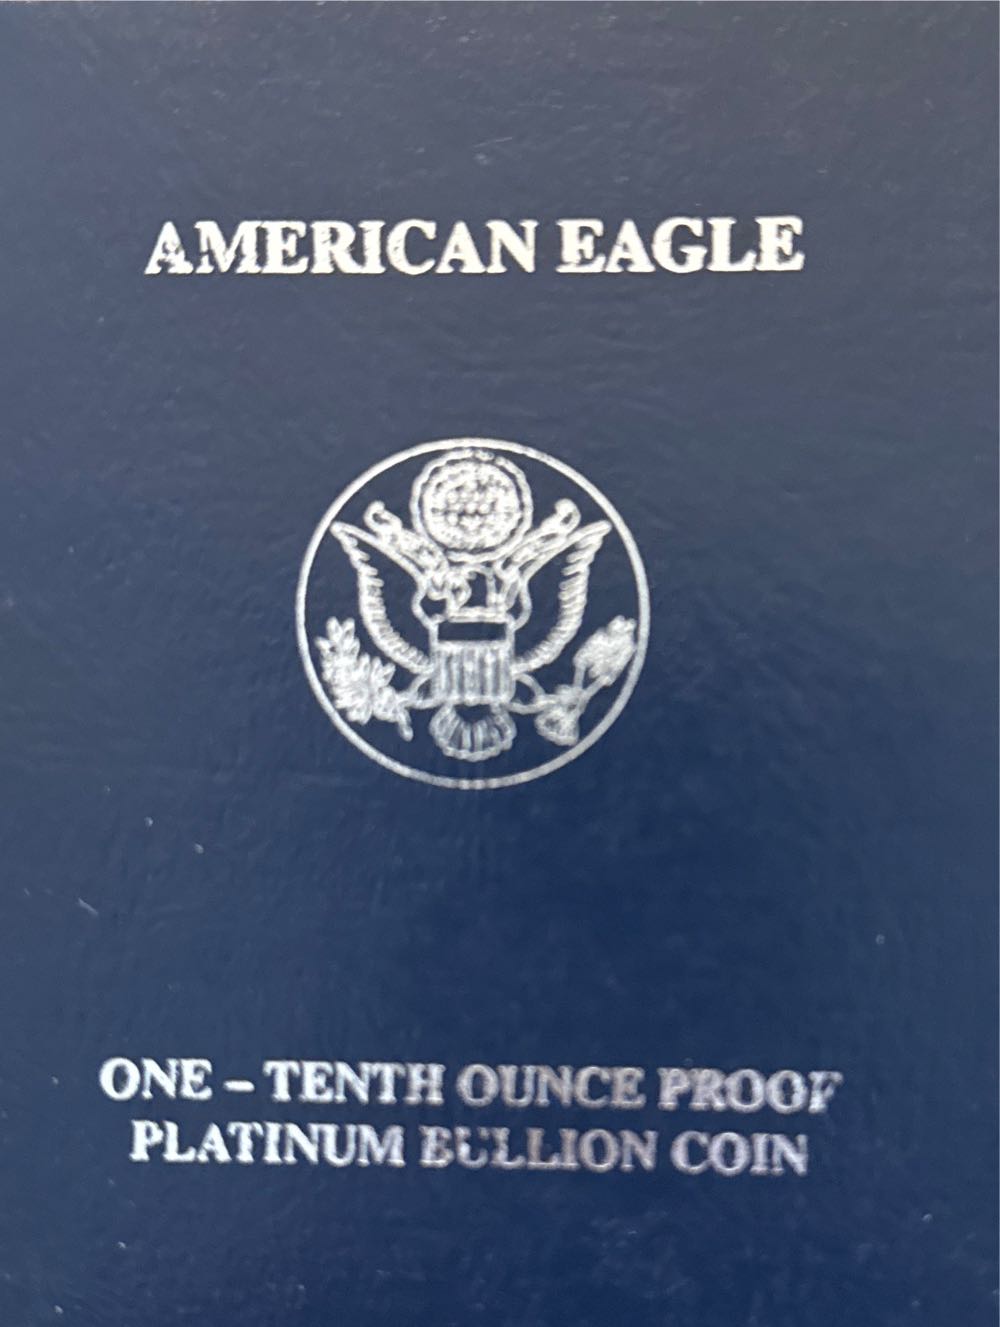 AMERICAN EAGLE
ONE – TENTH OUNCE PROOF
PLATINUM BULLION COIN